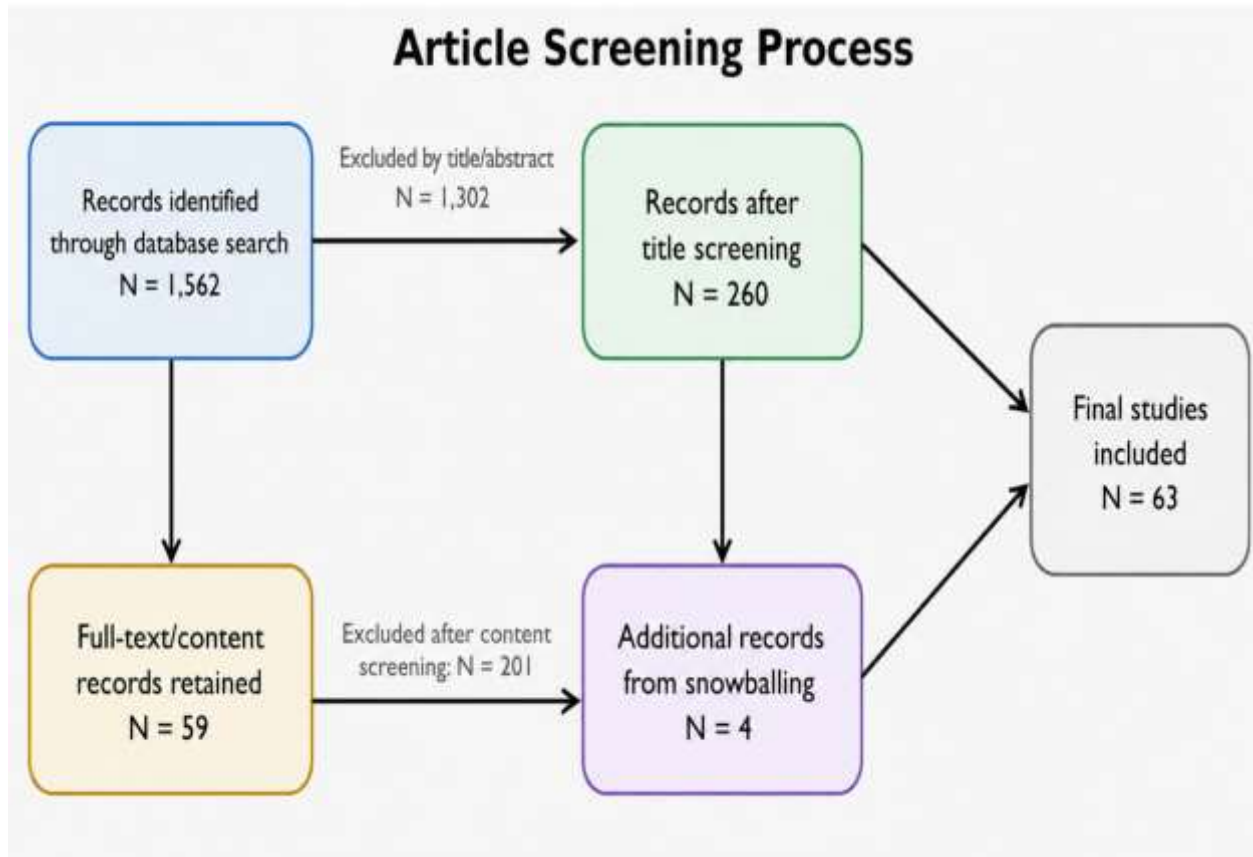 Article Screening Process
Records identified
through database search
N = 1,562
Excluded by title/abstract
N = 1,302
Records after
title screening
N = 260
Final studies
included
N = 63
Full-text/content
records retained
N = 59
Excluded after content
screening: N = 201
Additional records
from snowballing
N = 4